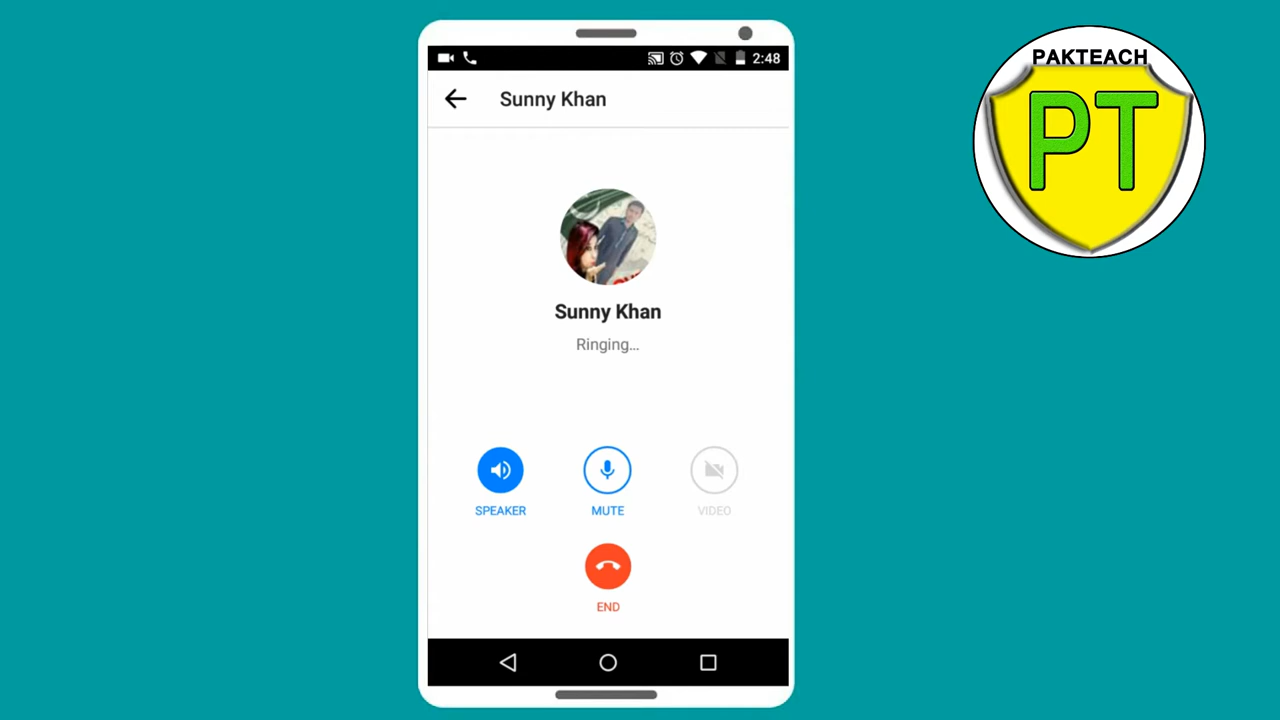 2:48
PAKTEACH
PT
Sunny Khan
Sunny Khan
Ringing...
SPEAKER
MUTE
VIDEO
END